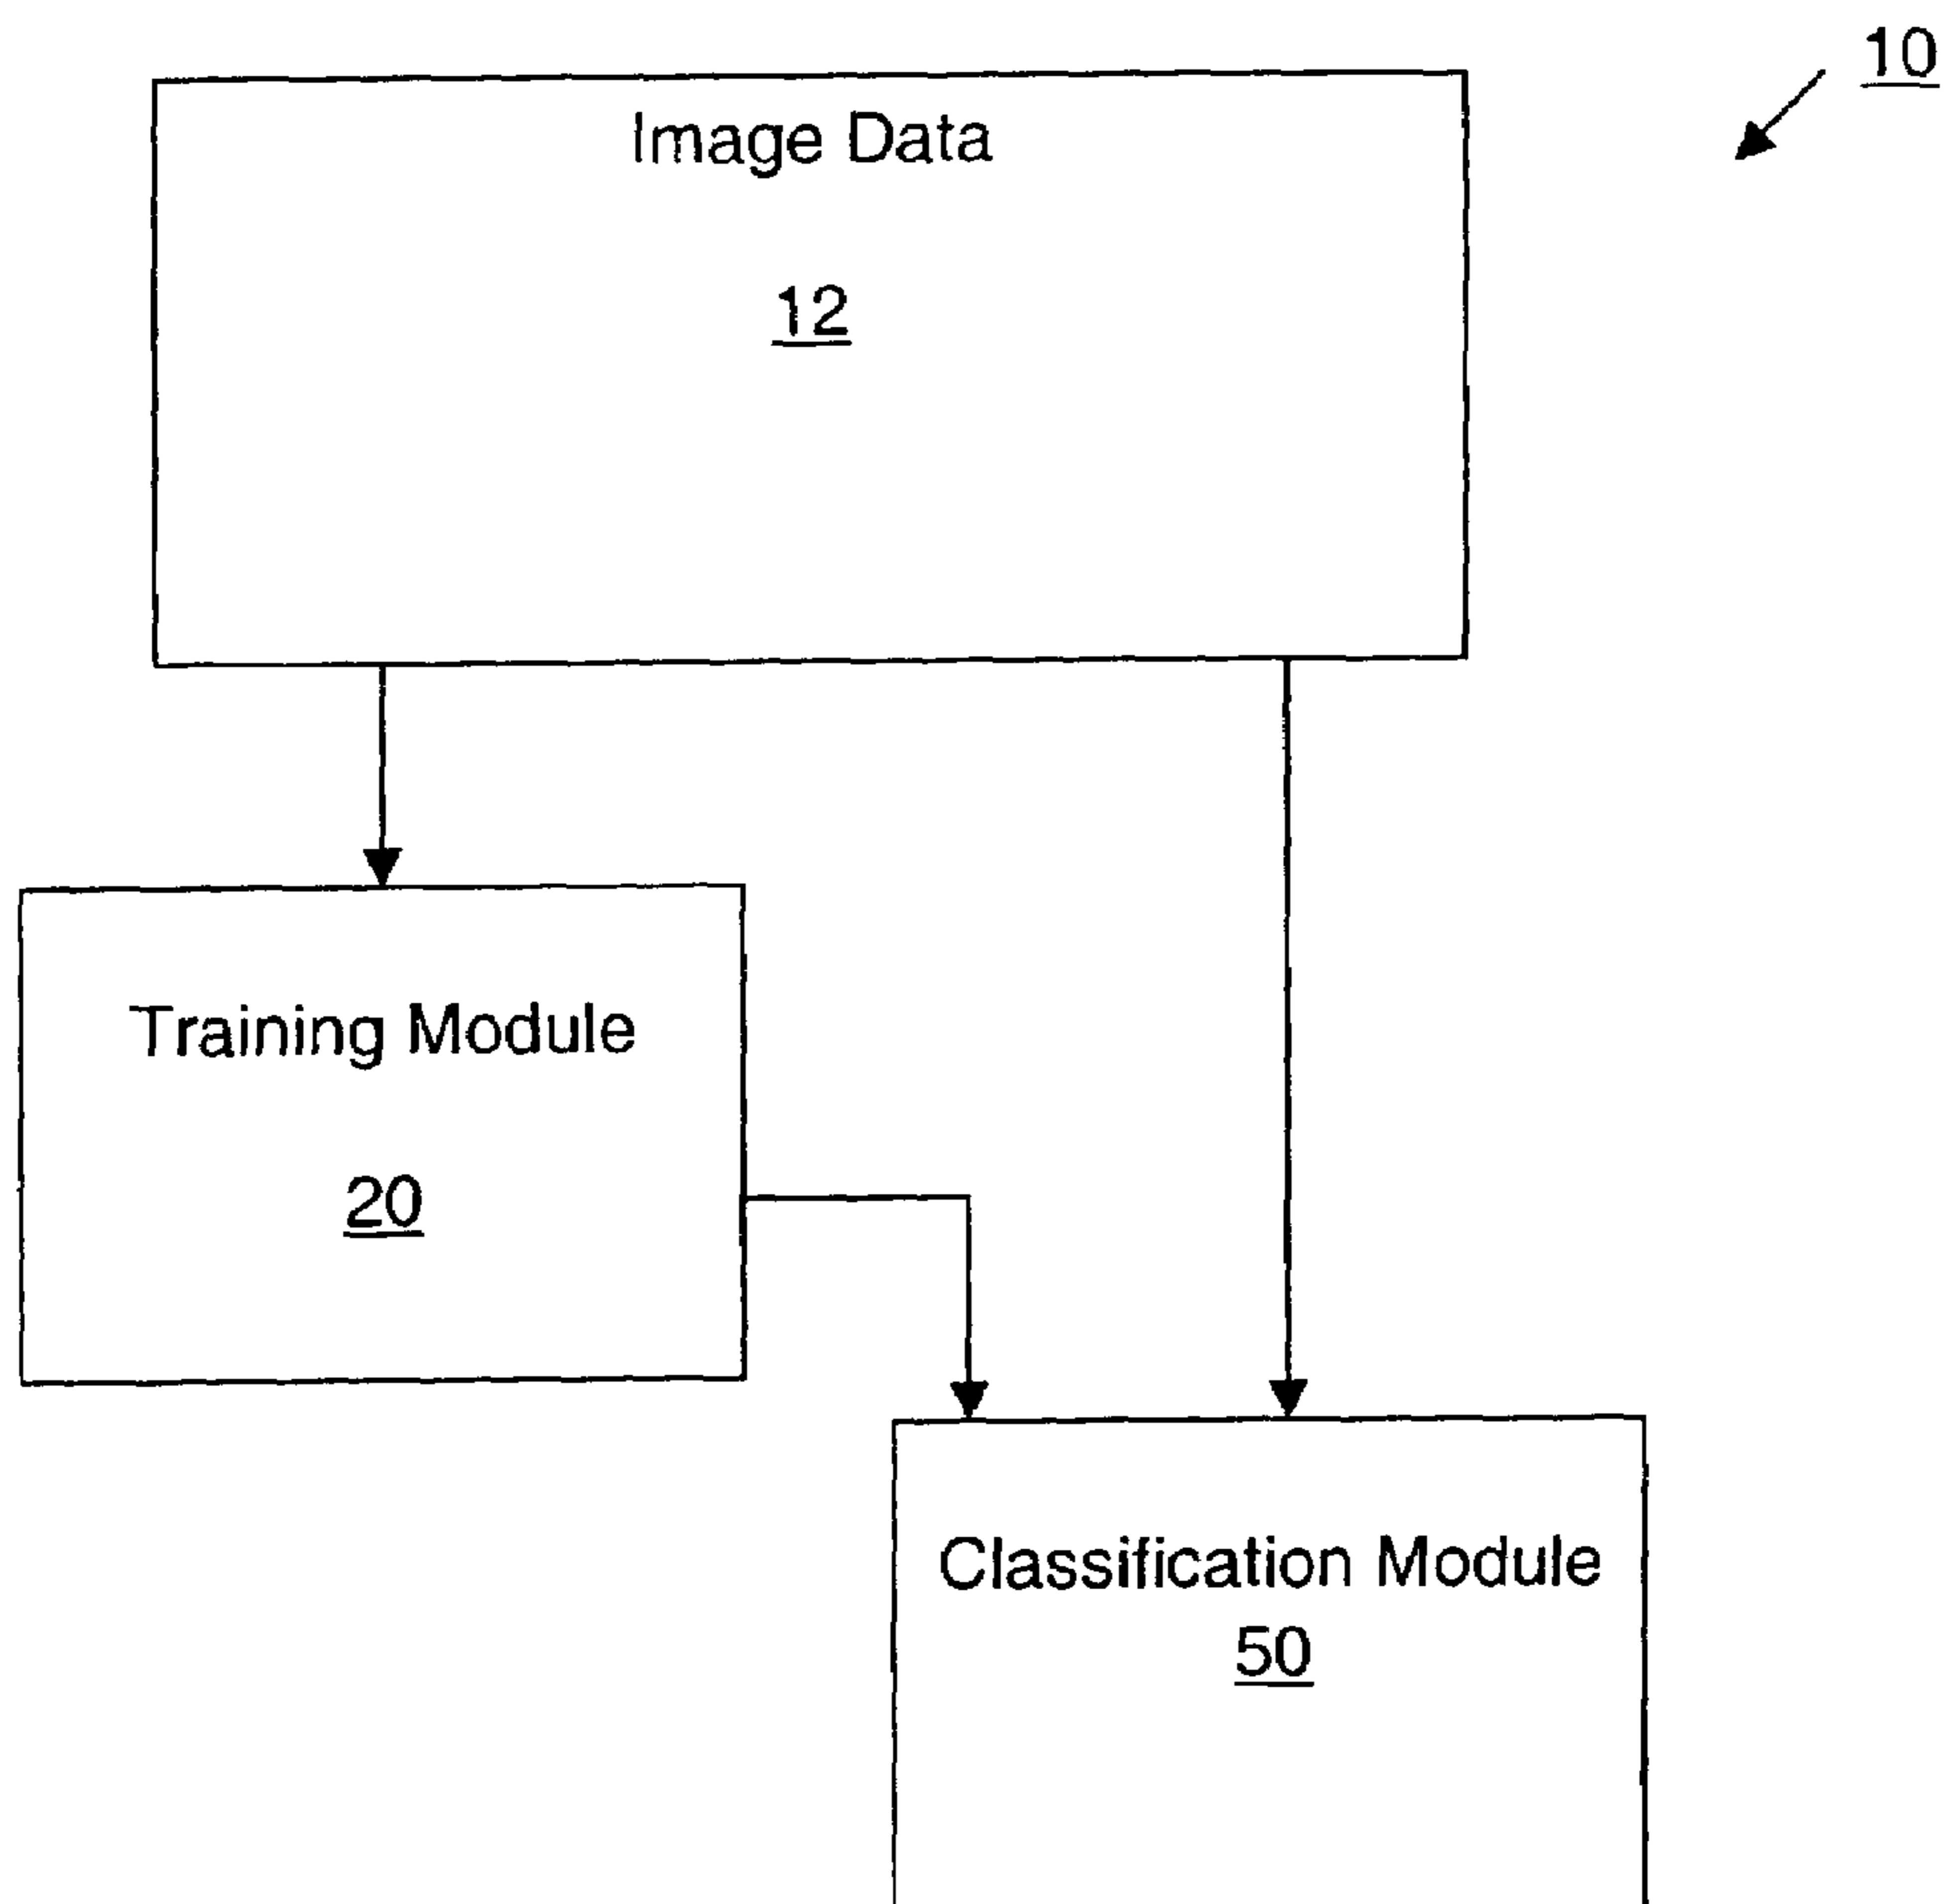 10
Image Data
12
Training Module
20
Classification Module
50